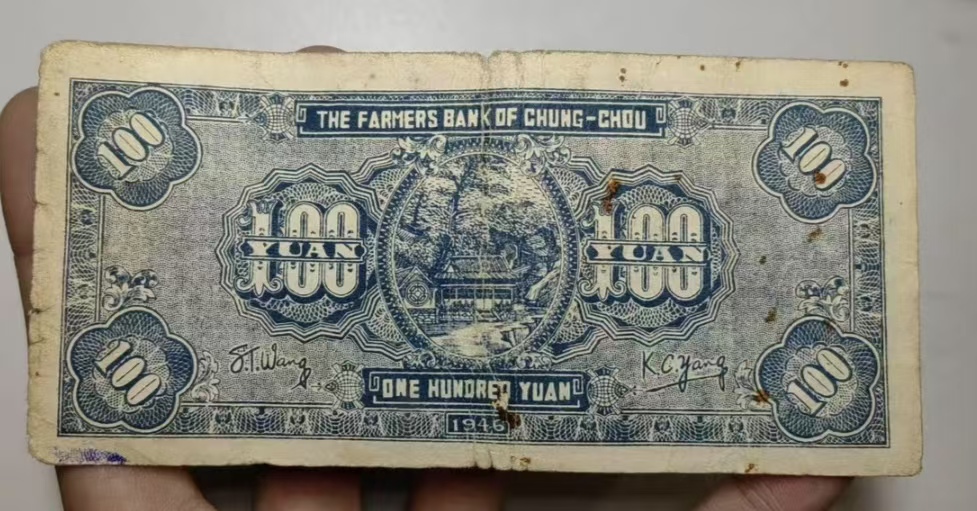 THE FARMERS BANK OF CHUNG-CHOU
100
100
100
YUAN
100
YUAN
S.T.Wang
K.C.Yang
100
100
ONE HUNDRED YUAN
1946